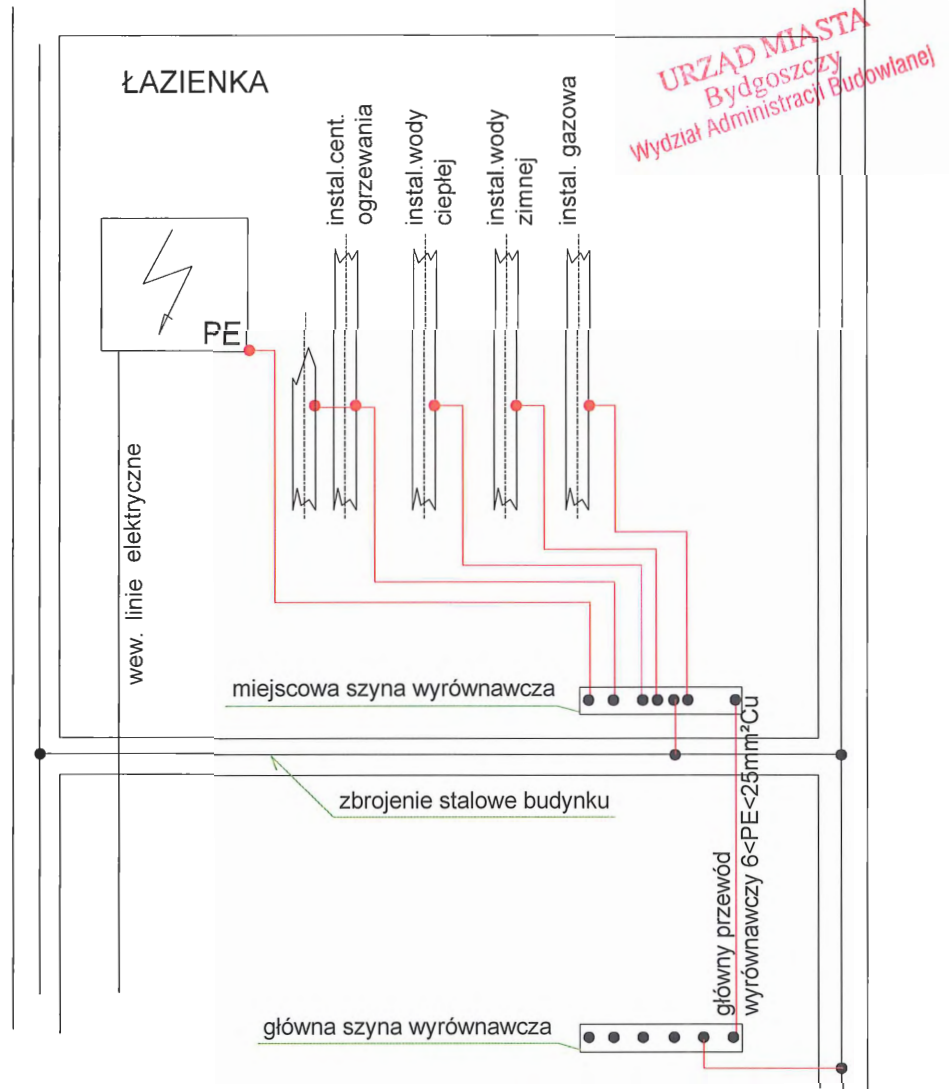 URZĄD MIASTA
Bydgoszczy
Wydział Administracji Budowlanej
ŁAZIENKA
instal.cent.
ogrzewania
instal.wody
ciepłej
instal.wody
zimnej
instal. gazowa
PE
wew. linie elektryczne
miejscowa szyna wyrównawcza
zbrojenie stalowe budynku
główny przewód
wyrównawczy 6<PE<25mm²Cu
główna szyna wyrównawcza